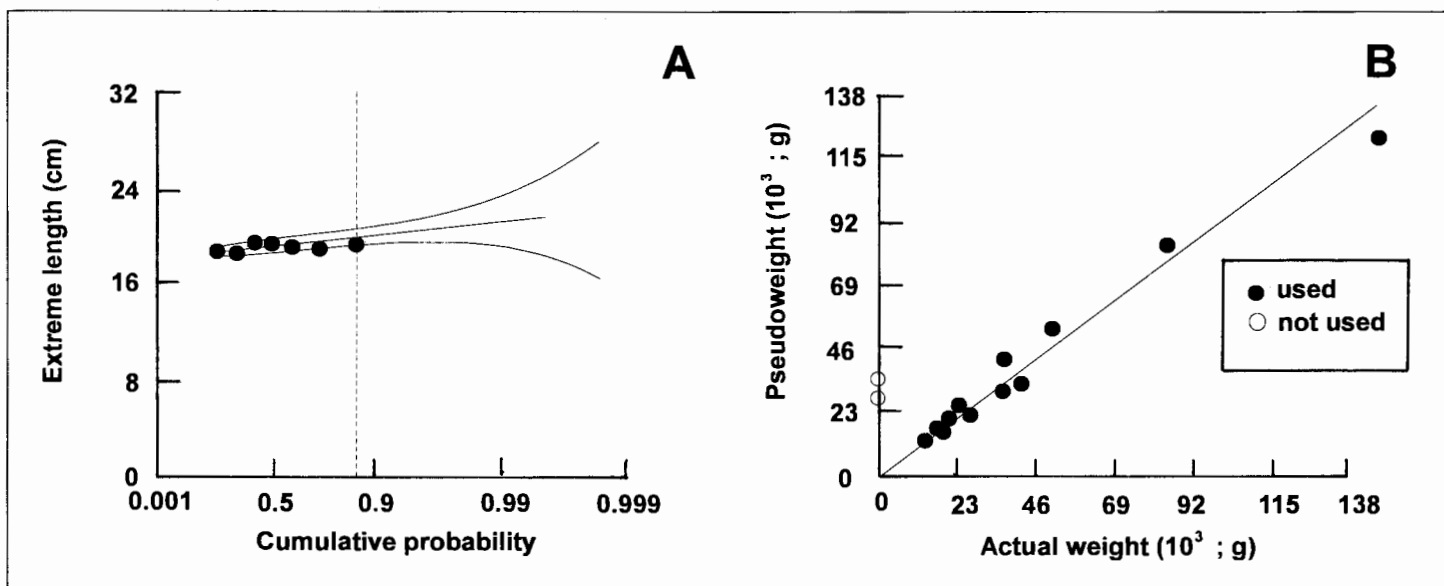 A
32
24
16
8
0
Extreme length (cm)
0.001 0.5 0.9 0.99 0.999
Cumulative probability
B
138
115
92
69
46
23
0
Pseudoweight (10³ ; g)
used
not used
0 23 46 69 92 115 138
Actual weight (10³ ; g)